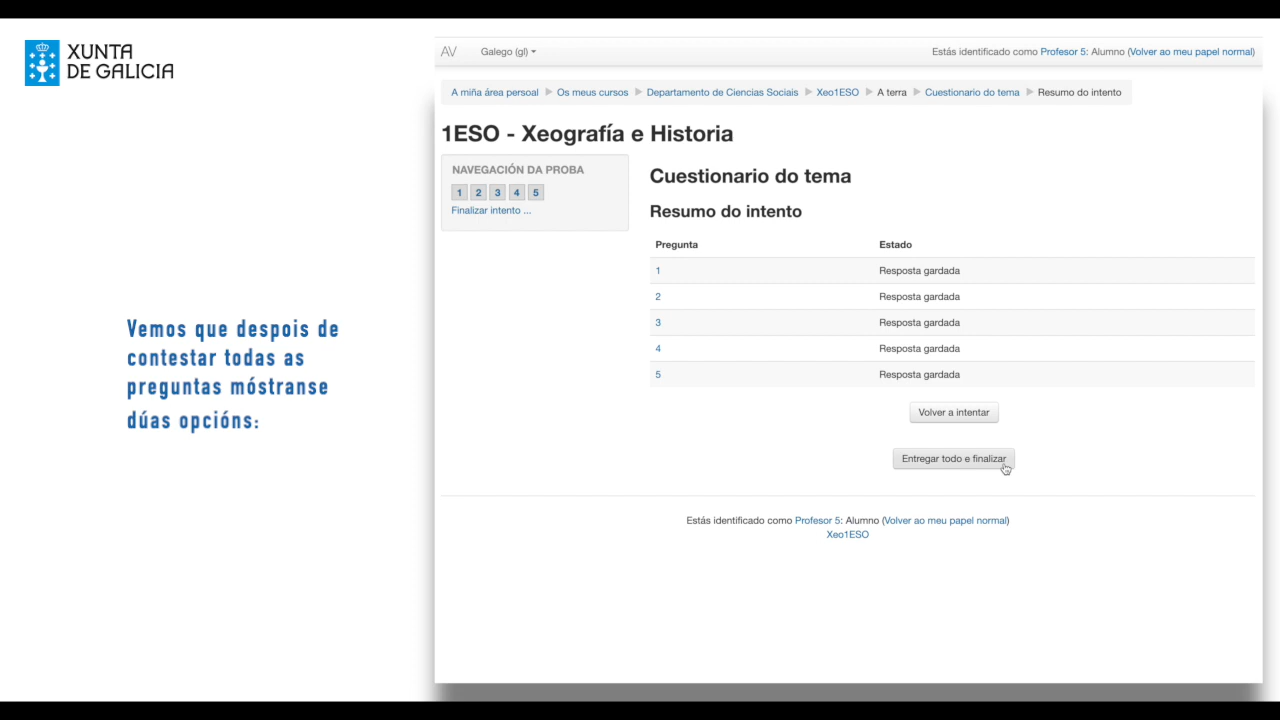 XUNTA
DE GALICIA
AV Galego (gl)
Estás identificado como Profesor 5: Alumno (Volver ao meu papel normal)
A miña área persoal Os meus cursos Departamento de Ciencias Sociais Xeo1ESO A terra Cuestionario do tema Resumo do intento
1ESO - Xeografía e Historia
NAVEGACIÓN DA PROBA
1 2 3 4 5
Finalizar intento ...
Cuestionario do tema
Resumo do intento
Pregunta Estado
1 Resposta gardada
2 Resposta gardada
3 Resposta gardada
4 Resposta gardada
5 Resposta gardada
Volver a intentar
Entregar todo e finalizar
Estás identificado como Profesor 5: Alumno (Volver ao meu papel normal)
Xeo1ESO
Vemos que despois de
contestar todas as
preguntas móstranse
dúas opcións: